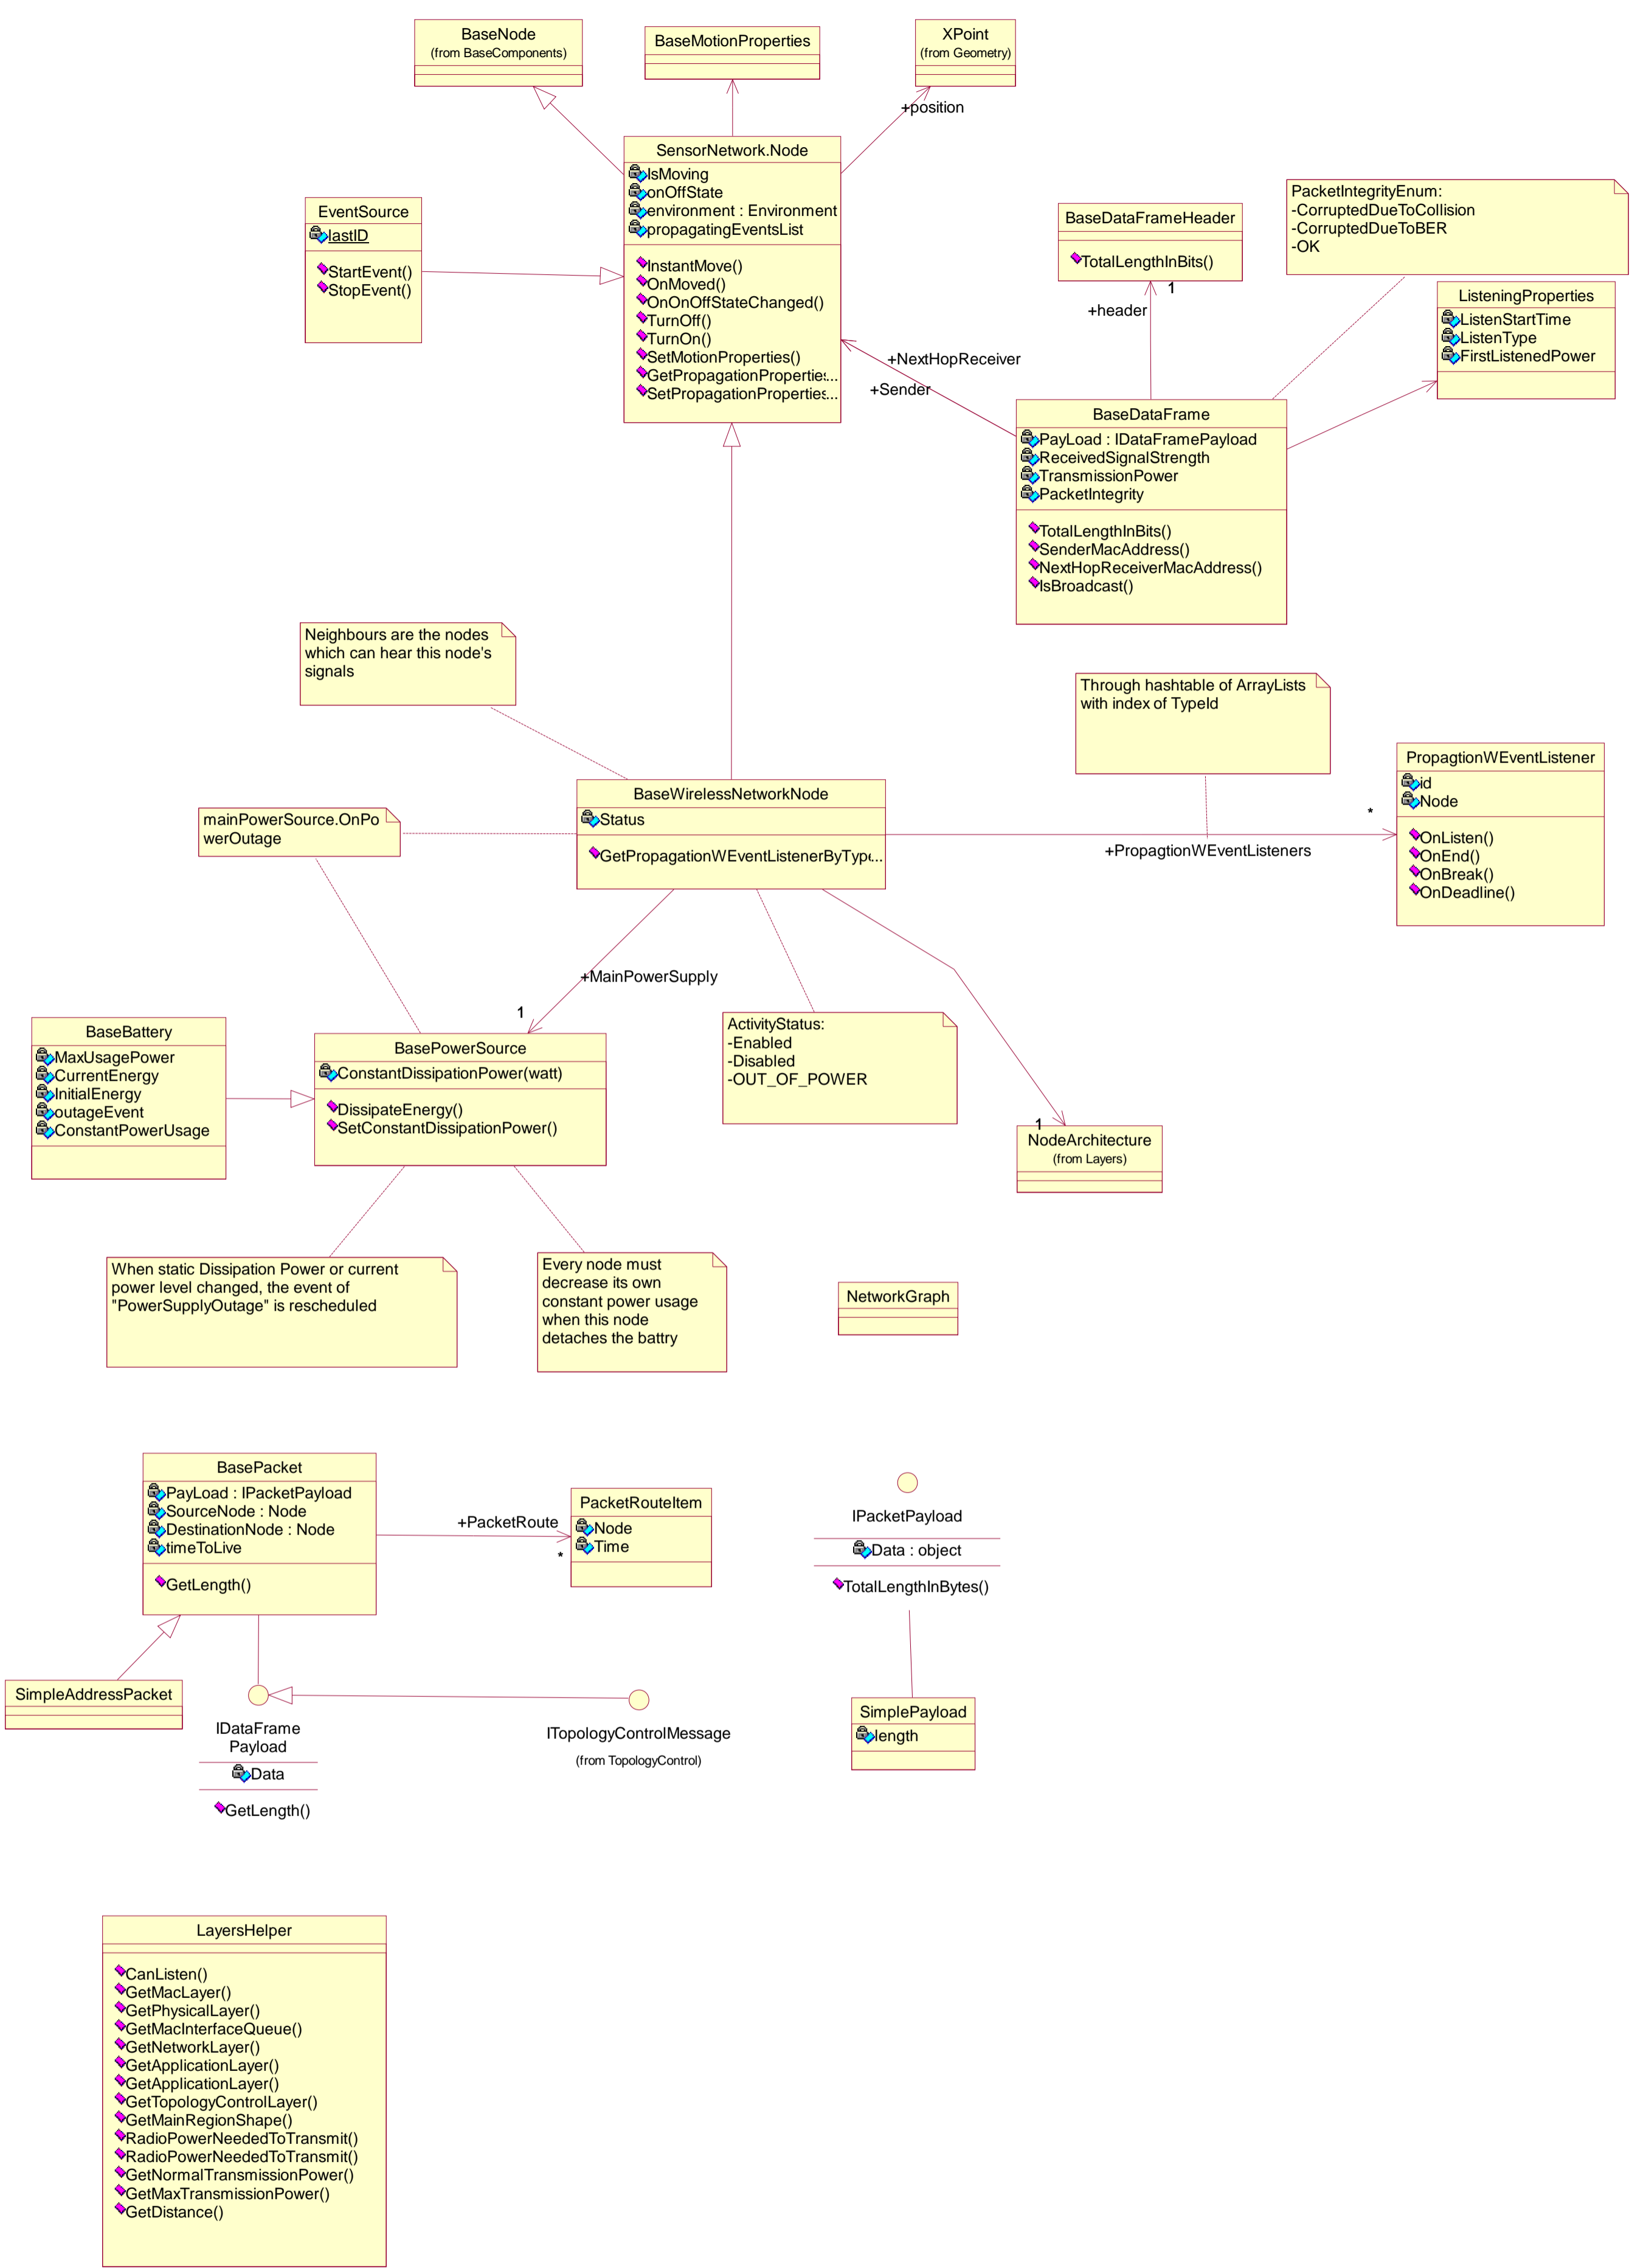 BaseNode
(from BaseComponents)
BaseMotionProperties
XPoint
(from Geometry)
+position
SensorNetwork.Node
IsMoving
onOffState
environment : Environment
propagatingEventsList
InstantMove()
OnMoved()
OnOnOffStateChanged()
TurnOff()
TurnOn()
SetMotionProperties()
GetPropagationProperties...
SetPropagationProperties...
EventSource
lastID
StartEvent()
StopEvent()
BaseDataFrameHeader
TotalLengthInBits()
1
+header
PacketIntegrityEnum:
-CorruptedDueToCollision
-CorruptedDueToBER
-OK
ListeningProperties
ListenStartTime
ListenType
FirstListenedPower
+NextHopReceiver
+Sender
BaseDataFrame
PayLoad : IDataFramePayload
ReceivedSignalStrength
TransmissionPower
PacketIntegrity
TotalLengthInBits()
SenderMacAddress()
NextHopReceiverMacAddress()
IsBroadcast()
Neighbours are the nodes
which can hear this node's
signals
Through hashtable of ArrayLists
with index of TypeId
PropagtionWEventListener
id
Node
OnListen()
OnEnd()
OnBreak()
OnDeadline()
BaseWirelessNetworkNode
Status
GetPropagationWEventListenerByType...
*
+PropagtionWEventListeners
mainPowerSource.OnPo
werOutage
+MainPowerSupply
1
ActivityStatus:
-Enabled
-Disabled
-OUT_OF_POWER
BaseBattery
MaxUsagePower
CurrentEnergy
InitialEnergy
outageEvent
ConstantPowerUsage
BasePowerSource
ConstantDissipationPower(watt)
DissipateEnergy()
SetConstantDissipationPower()
1
NodeArchitecture
(from Layers)
When static Dissipation Power or current
power level changed, the event of
"PowerSupplyOutage" is rescheduled
Every node must
decrease its own
constant power usage
when this node
detaches the battry
NetworkGraph
BasePacket
PayLoad : IPacketPayload
SourceNode : Node
DestinationNode : Node
timeToLive
GetLength()
+PacketRoute
*
PacketRouteItem
Node
Time
IPacketPayload
Data : object
TotalLengthInBytes()
SimpleAddressPacket
IDataFrame
Payload
Data
GetLength()
ITopologyControlMessage
(from TopologyControl)
SimplePayload
length
LayersHelper
CanListen()
GetMacLayer()
GetPhysicalLayer()
GetMacInterfaceQueue()
GetNetworkLayer()
GetApplicationLayer()
GetApplicationLayer()
GetTopologyControlLayer()
GetMainRegionShape()
RadioPowerNeededToTransmit()
RadioPowerNeededToTransmit()
GetNormalTransmissionPower()
GetMaxTransmissionPower()
GetDistance()